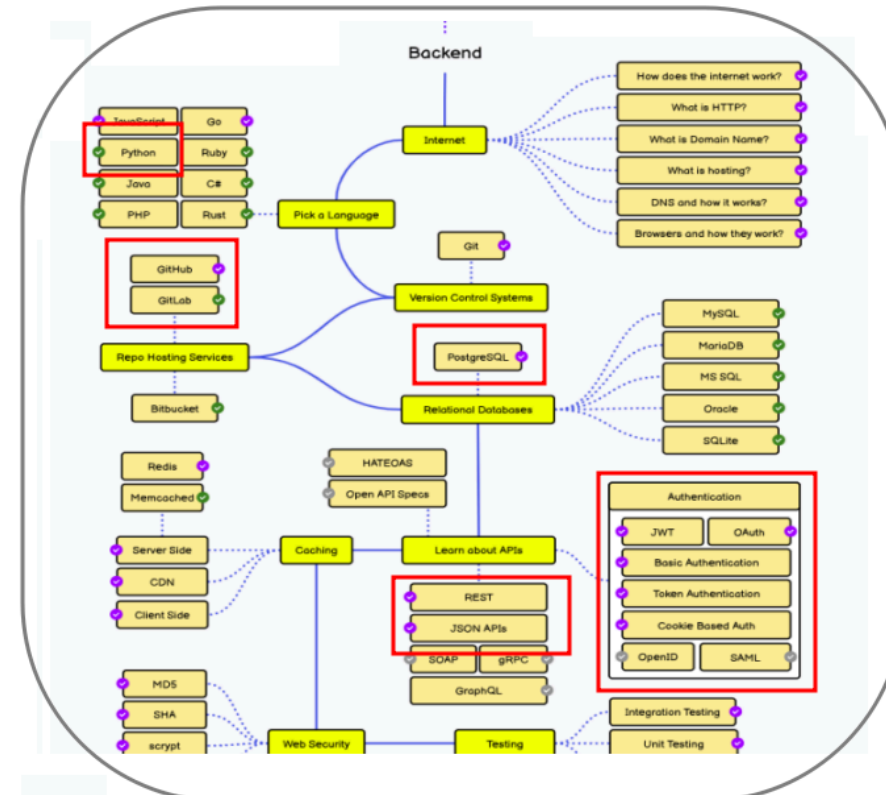 Backend
How does the internet work?
What is HTTP?
What is Domain Name?
What is hosting?
DNS and how it works?
Browsers and how they work?
Internet
JavaScript
Go
Python
Ruby
Java
C#
PHP
Rust
Pick a Language
Git
GitHub
GitLab
Version Control Systems
Repo Hosting Services
Bitbucket
PostgreSQL
Relational Databases
MySQL
MariaDB
MS SQL
Oracle
SQLite
Redis
Memcached
HATEOAS
Open API Specs
Server Side
CDN
Client Side
Caching
Learn about APIs
Authentication
JWT
OAuth
Basic Authentication
Token Authentication
Cookie Based Auth
OpenID
SAML
REST
JSON APIs
SOAP
gRPC
GraphQL
MD5
SHA
scrypt
Web Security
Testing
Integration Testing
Unit Testing